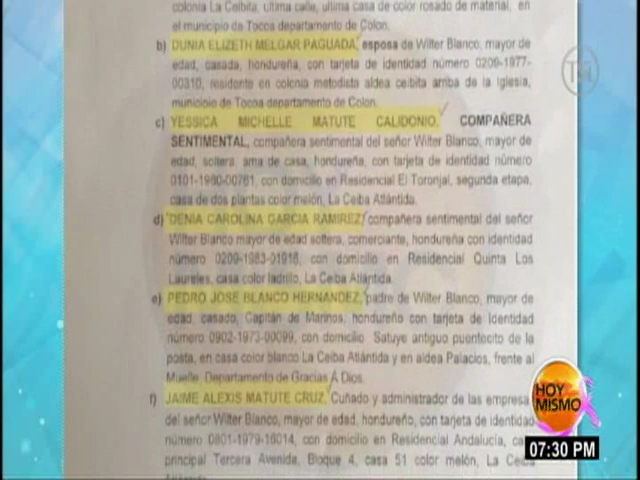 colonia La Ceibita, ultima calle, ultima casa de color rosado de material, en
el municipio de Tocoa departamento de Colon.
b) DUNIA ELIZETH MELGAR PAGUADA, esposa de Wilter Blanco, mayor de
edad, casada, hondureña, con tarjeta de identidad número 0209-1977-
00310, residente en colonia metodista aldea ceibita arriba de la Iglesia,
municipio de Tocoa departamento de Colon.
c) YESSICA MICHELLE MATUTE CALIDONIO, COMPAÑERA
SENTIMENTAL, compañera sentimental del señor Wilter Blanco, mayor de
edad, soltera, ama de casa, hondureña, con tarjeta de identidad número
0101-1980-00761, con domicilio en Residencial El Toronjal, segunda etapa,
casa de dos plantas color melón, La Ceiba Atlántida.
d) DENIA CAROLINA GARCIA RAMIREZ, compañera sentimental del señor
Wilter Blanco mayor de edad soltera, comerciante, hondureña con identidad
número 0209-1983-01916, con domicilio en Residencial Quinta Los
Laureles, casa color ladrillo, La Ceiba Atlántida.
e) PEDRO JOSE BLANCO HERNANDEZ, padre de Wilter Blanco, mayor de
edad, casado, Capitán de Marinos, hondureño con tarjeta de Identidad
número 0902-1973-00099, con domicilio Satuye antiguo puentecito de la
posta, en casa color blanco La Ceiba Atlántida y en aldea Palacios, frente al
Muelle, Departamento de Gracias A Dios.
f) JAIME ALEXIS MATUTE CRUZ, Cuñado y administrador de las empresa
del señor Wilter Blanco, mayor de edad, hondureño, con tarjeta de identidad
número 0801-1979-16014, con domicilio en Residencial Andalucía,
principal Tercera Avenida, Bloque 4, casa 51 color melón, La Ceiba
HOY
MISMO
07:30 PM